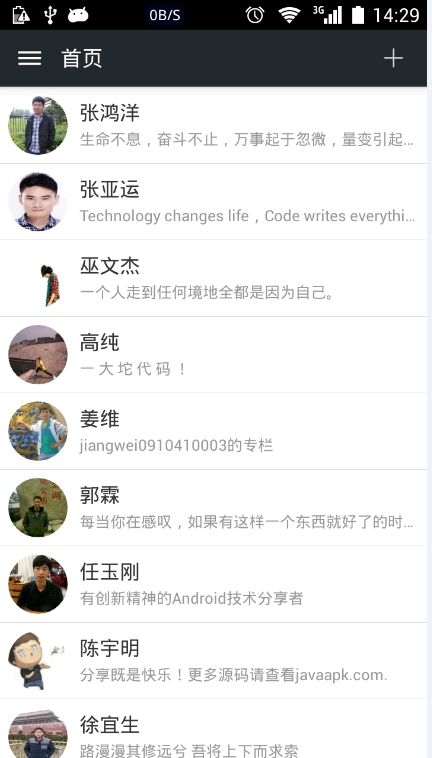 0B/S 3G 14:29
首页
张鸿洋
生命不息，奋斗不止，万事起于忽微，量变引起...
张亚运
Technology changes life，Code writes everythi...
巫文杰
一个人走到任何境地全都是因为自己。
高纯
一 大 坨 代 码 ！
姜维
jiangwei0910410003的专栏
郭霖
每当你在感叹，如果有这样一个东西就好了的时...
任玉刚
有创新精神的Android技术分享者
陈宇明
分享既是快乐！更多源码请查看javaapk.com.
徐宜生
路漫漫其修远兮 吾将上下而求索